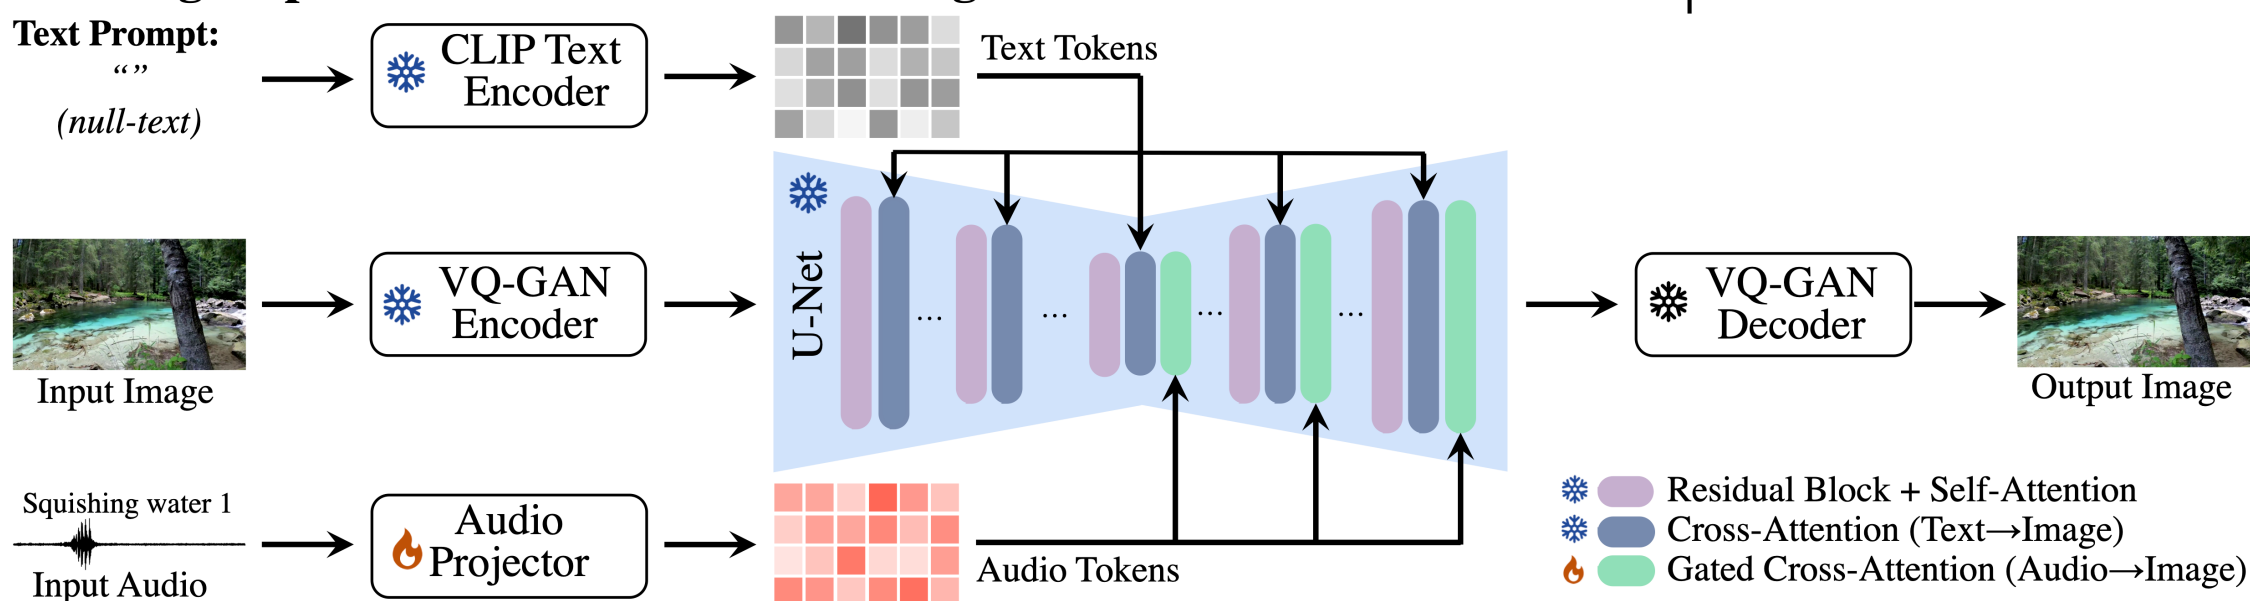 Text Prompt:
“ ”
(null-text)
CLIP Text
Encoder
Text Tokens
Input Image
VQ-GAN
Encoder
U-Net
...
...
...
...
VQ-GAN
Decoder
Output Image
Squishing water 1
Input Audio
Audio
Projector
Audio Tokens
Residual Block + Self-Attention
Cross-Attention (Text→Image)
Gated Cross-Attention (Audio→Image)